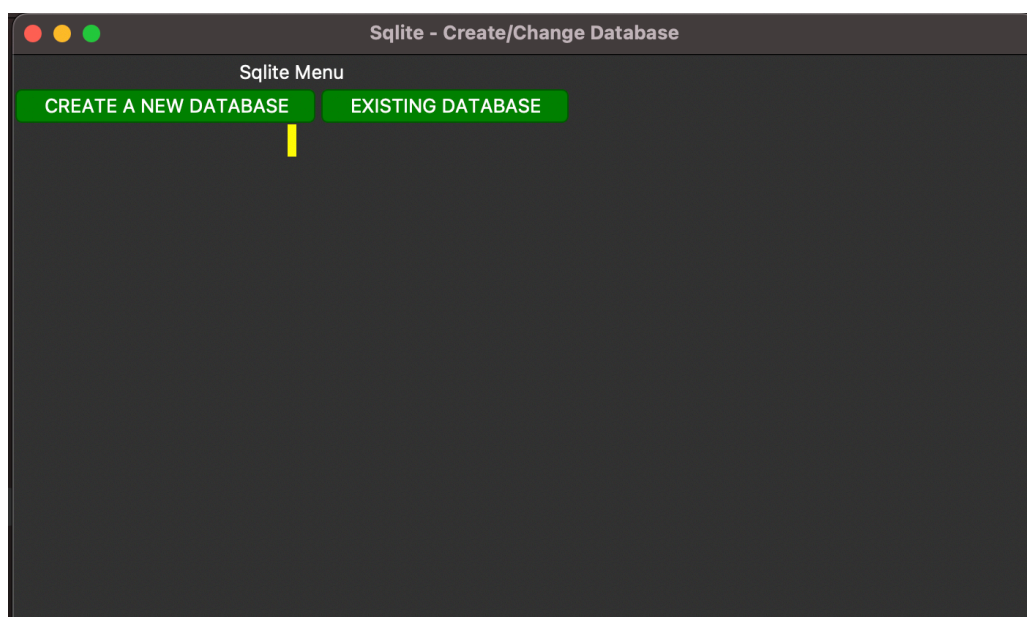 Sqlite - Create/Change Database
Sqlite Menu
CREATE A NEW DATABASE EXISTING DATABASE